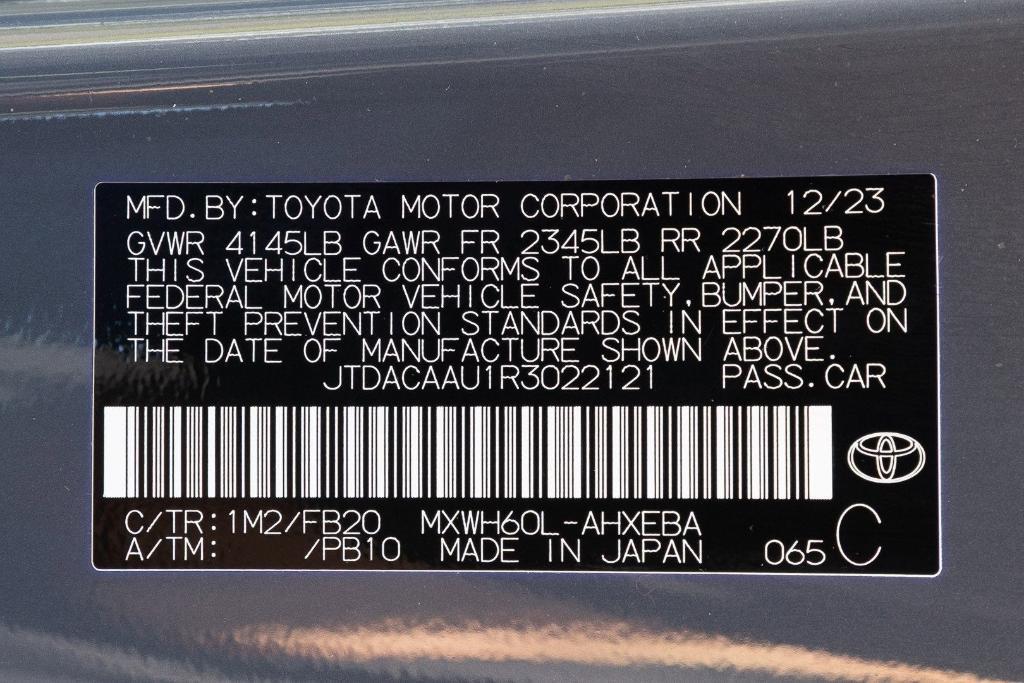 MFD.BY:TOYOTA MOTOR CORPORATION 12/23
GVWR 4145LB GAWR FR 2345LB RR 2270LB
THIS VEHICLE CONFORMS TO ALL APPLICABLE
FEDERAL MOTOR VEHICLE SAFETY,BUMPER,AND
THEFT PREVENTION STANDARDS IN EFFECT ON
THE DATE OF MANUFACTURE SHOWN ABOVE.
JTDACAAU1R3022121 PASS.CAR
C/TR:1M2/FB20 MXWH60L-AHXEBA
A/TM: /PB10 MADE IN JAPAN 065 C